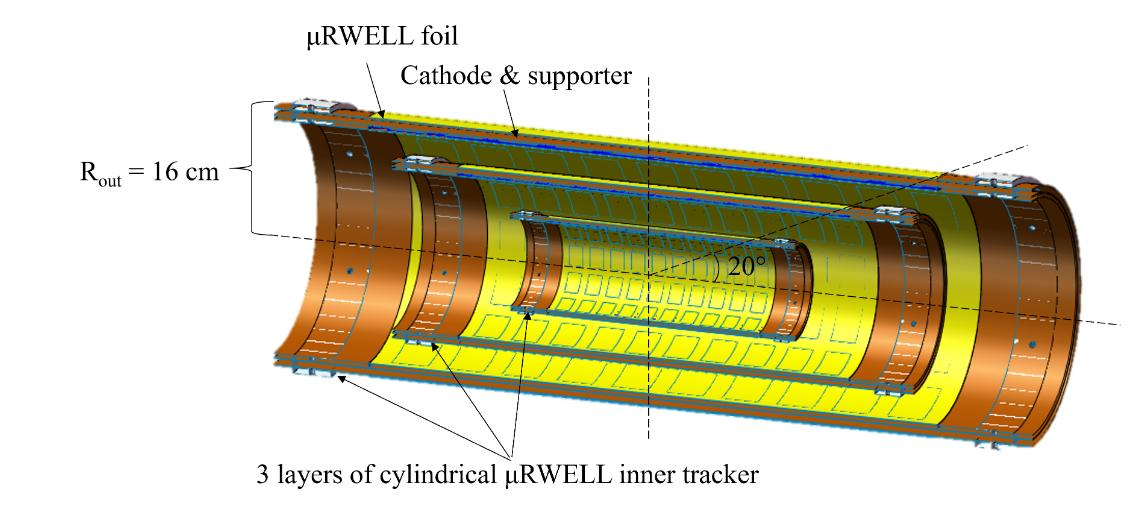 μRWELL foil
Cathode & supporter
R_out = 16 cm
20°
3 layers of cylindrical μRWELL inner tracker